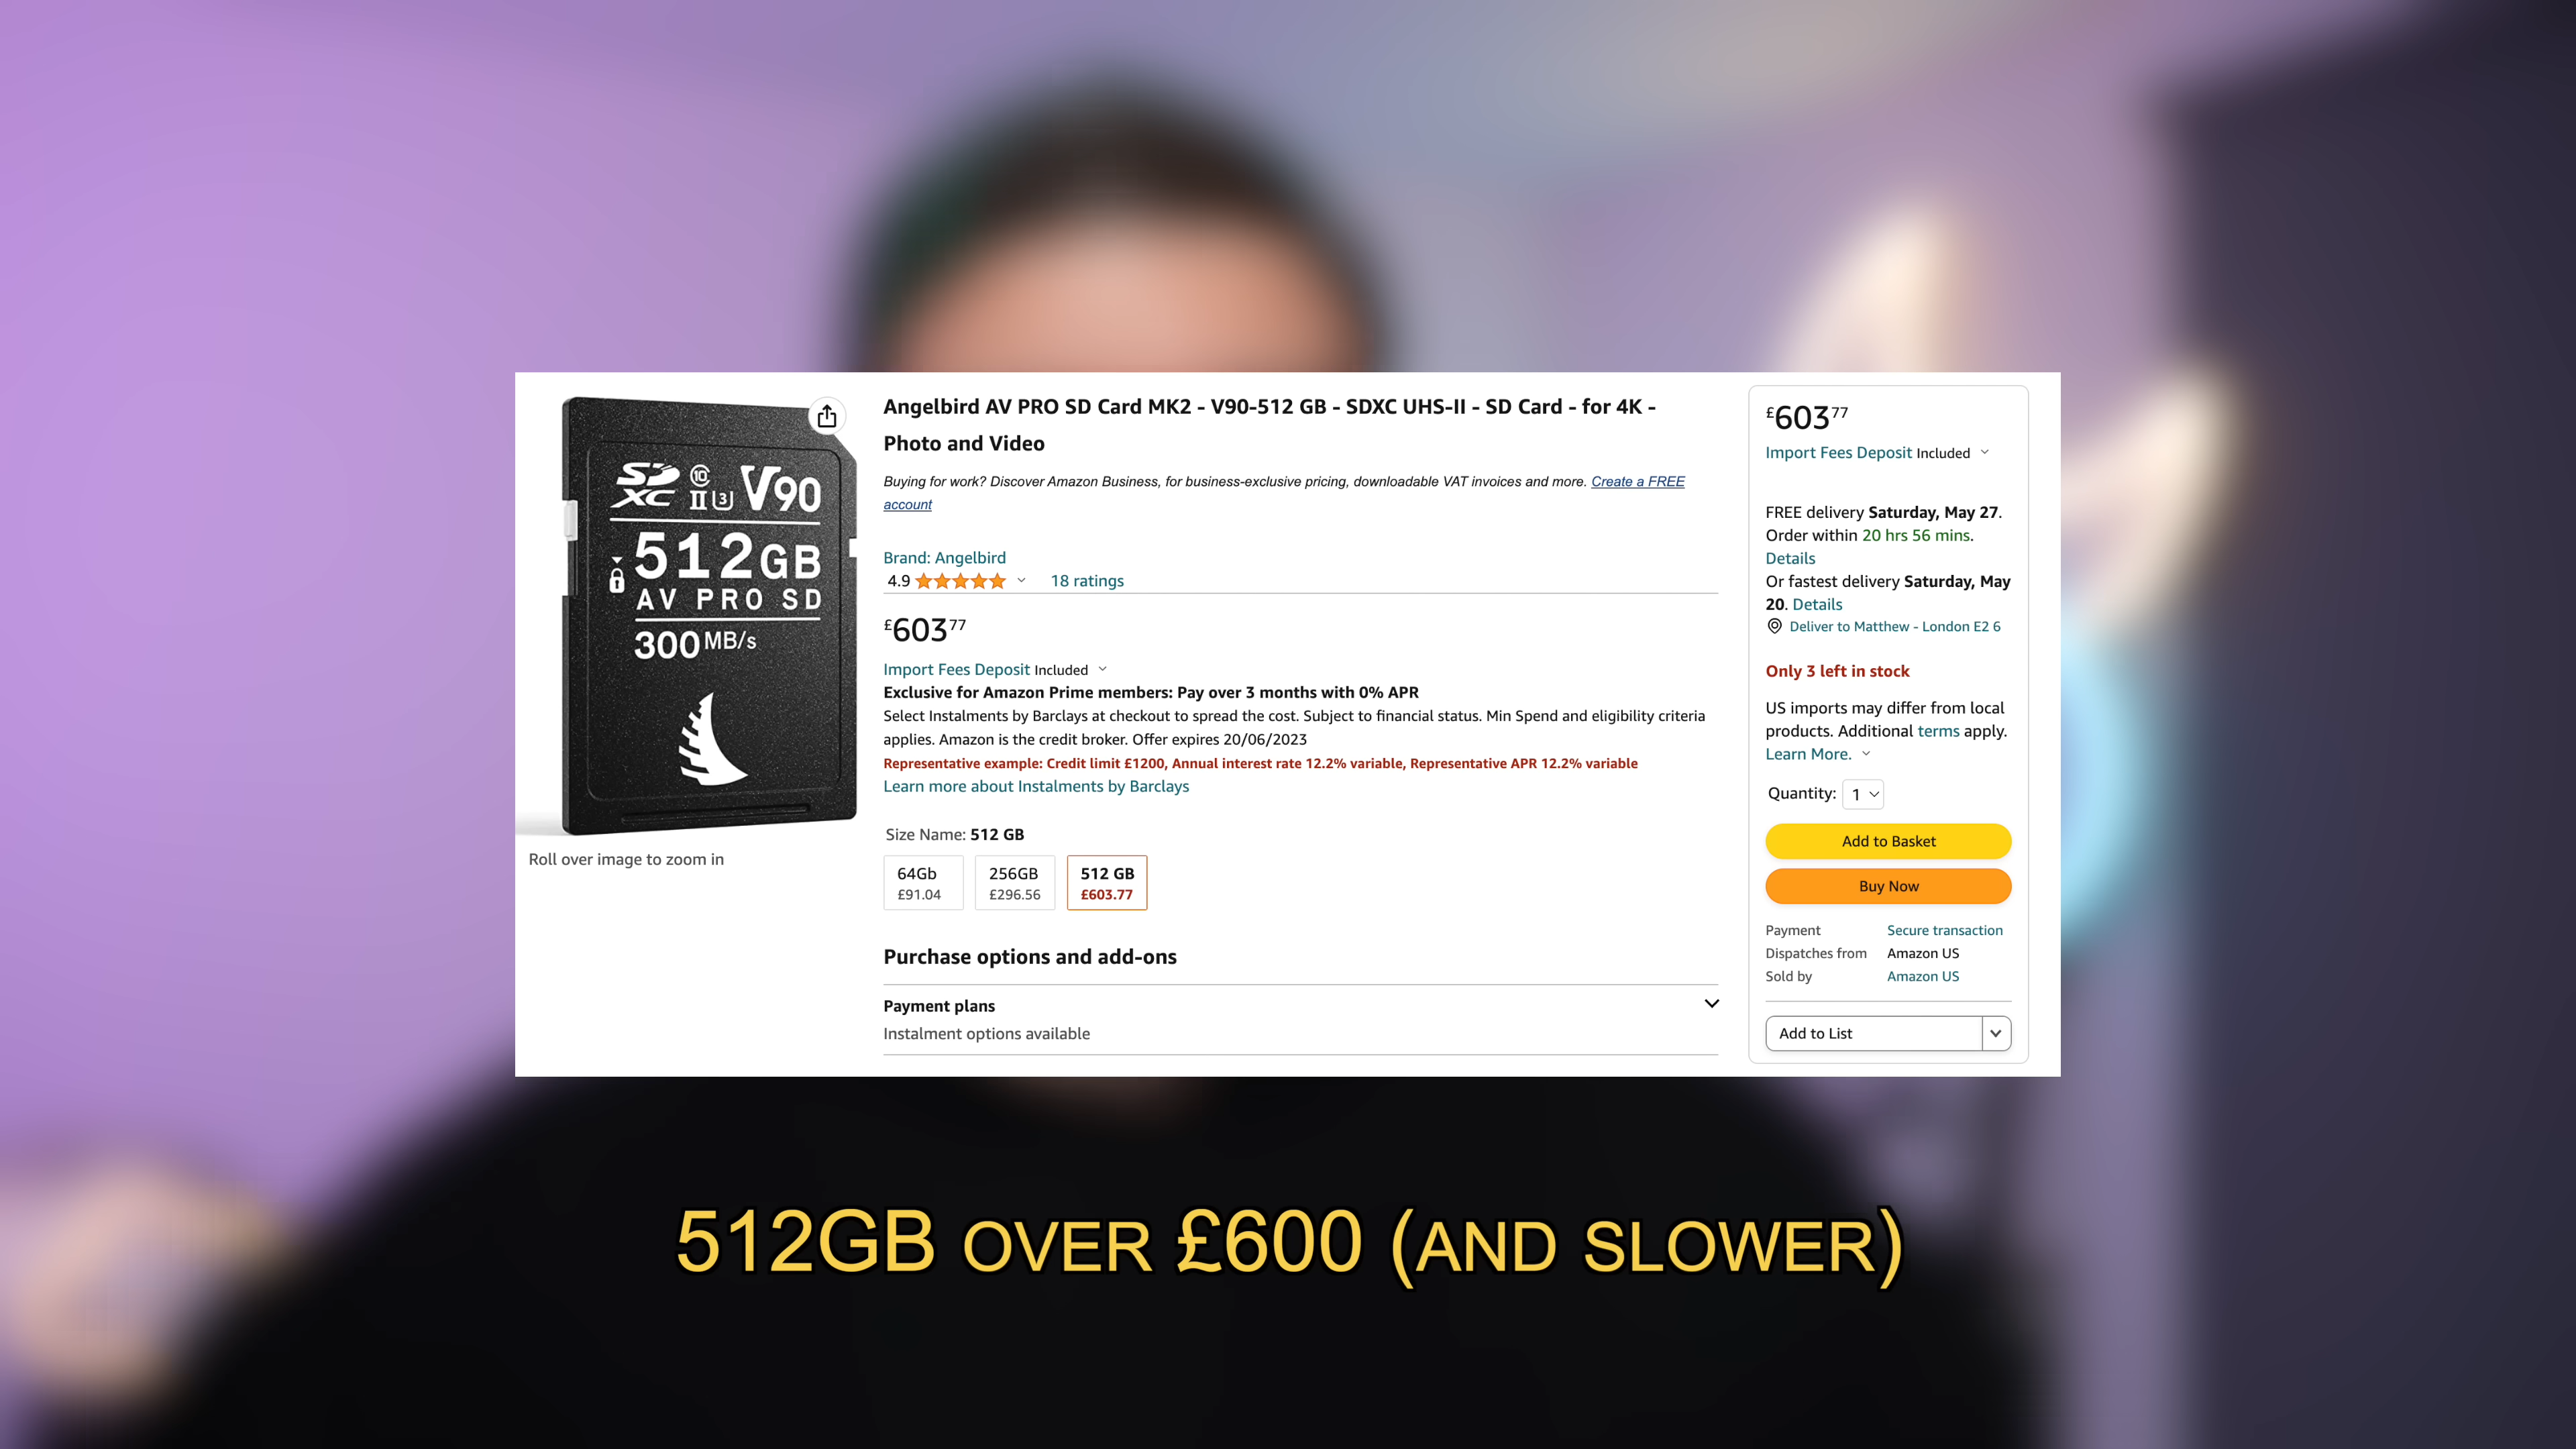 SD XC 10 II U3 V90
512GB
AV PRO SD
300 MB/s
Roll over image to zoom in
Angelbird AV PRO SD Card MK2 - V90-512 GB - SDXC UHS-II - SD Card - for 4K -
Photo and Video
Buying for work? Discover Amazon Business, for business-exclusive pricing, downloadable VAT invoices and more. Create a FREE
account
Brand: Angelbird
4.9 18 ratings
£603 77
Import Fees Deposit Included
Exclusive for Amazon Prime members: Pay over 3 months with 0% APR
Select Instalments by Barclays at checkout to spread the cost. Subject to financial status. Min Spend and eligibility criteria
applies. Amazon is the credit broker. Offer expires 20/06/2023
Representative example: Credit limit £1200, Annual interest rate 12.2% variable, Representative APR 12.2% variable
Learn more about Instalments by Barclays
Size Name: 512 GB
64Gb 256GB 512 GB
£91.04 £296.56 £603.77
Purchase options and add-ons
Payment plans
Instalment options available
£603 77
Import Fees Deposit Included
FREE delivery Saturday, May 27.
Order within 20 hrs 56 mins.
Details
Or fastest delivery Saturday, May
20. Details
Deliver to Matthew - London E2 6
Only 3 left in stock
US imports may differ from local
products. Additional terms apply.
Learn More.
Quantity: 1
Add to Basket
Buy Now
Payment Secure transaction
Dispatches from Amazon US
Sold by Amazon US
Add to List
512GB OVER £600 (AND SLOWER)